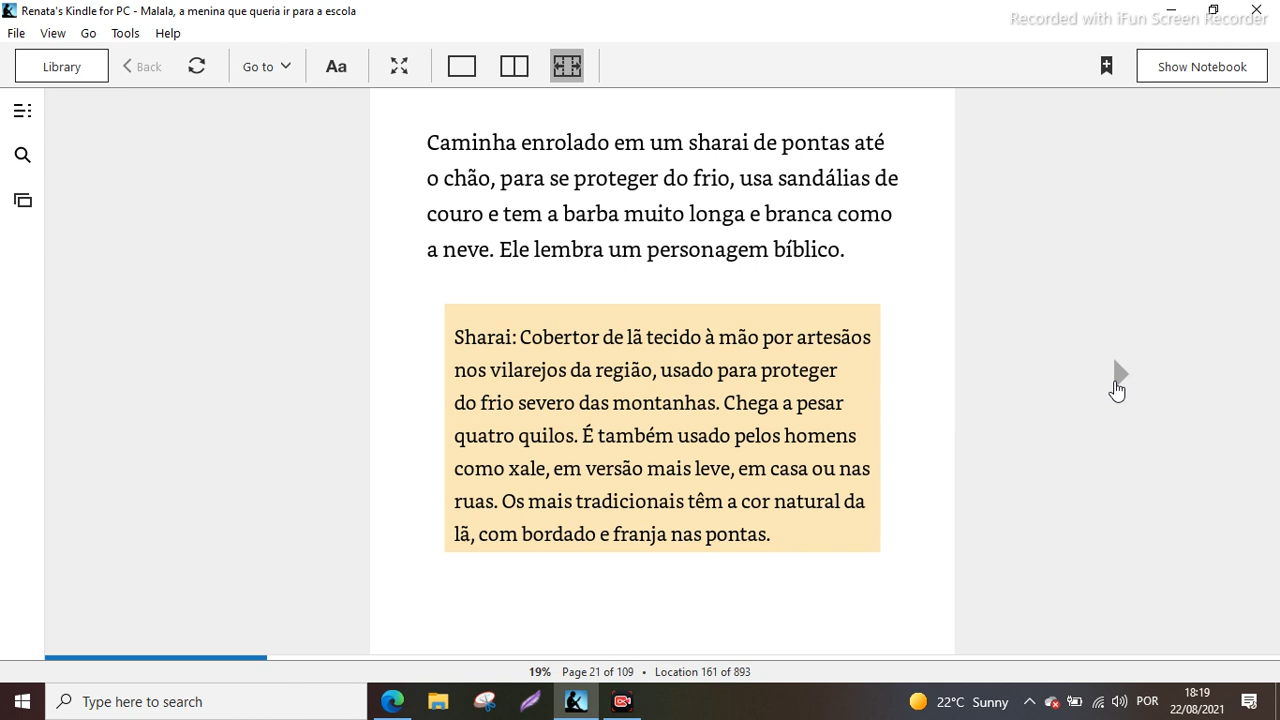 Renata's Kindle for PC - Malala, a menina que queria ir para a escola
Recorded with iFun Screen Recorder
File View Go Tools Help
Library Back Go to Aa Show Notebook
Caminha enrolado em um sharai de pontas até
o chão, para se proteger do frio, usa sandálias de
couro e tem a barba muito longa e branca como
a neve. Ele lembra um personagem bíblico.
Sharai: Cobertor de lã tecido à mão por artesãos
nos vilarejos da região, usado para proteger
do frio severo das montanhas. Chega a pesar
quatro quilos. É também usado pelos homens
como xale, em versão mais leve, em casa ou nas
ruas. Os mais tradicionais têm a cor natural da
lã, com bordado e franja nas pontas.
19% Page 21 of 109 • Location 161 of 893
Type here to search
22°C Sunny
POR
18:19
22/08/2021